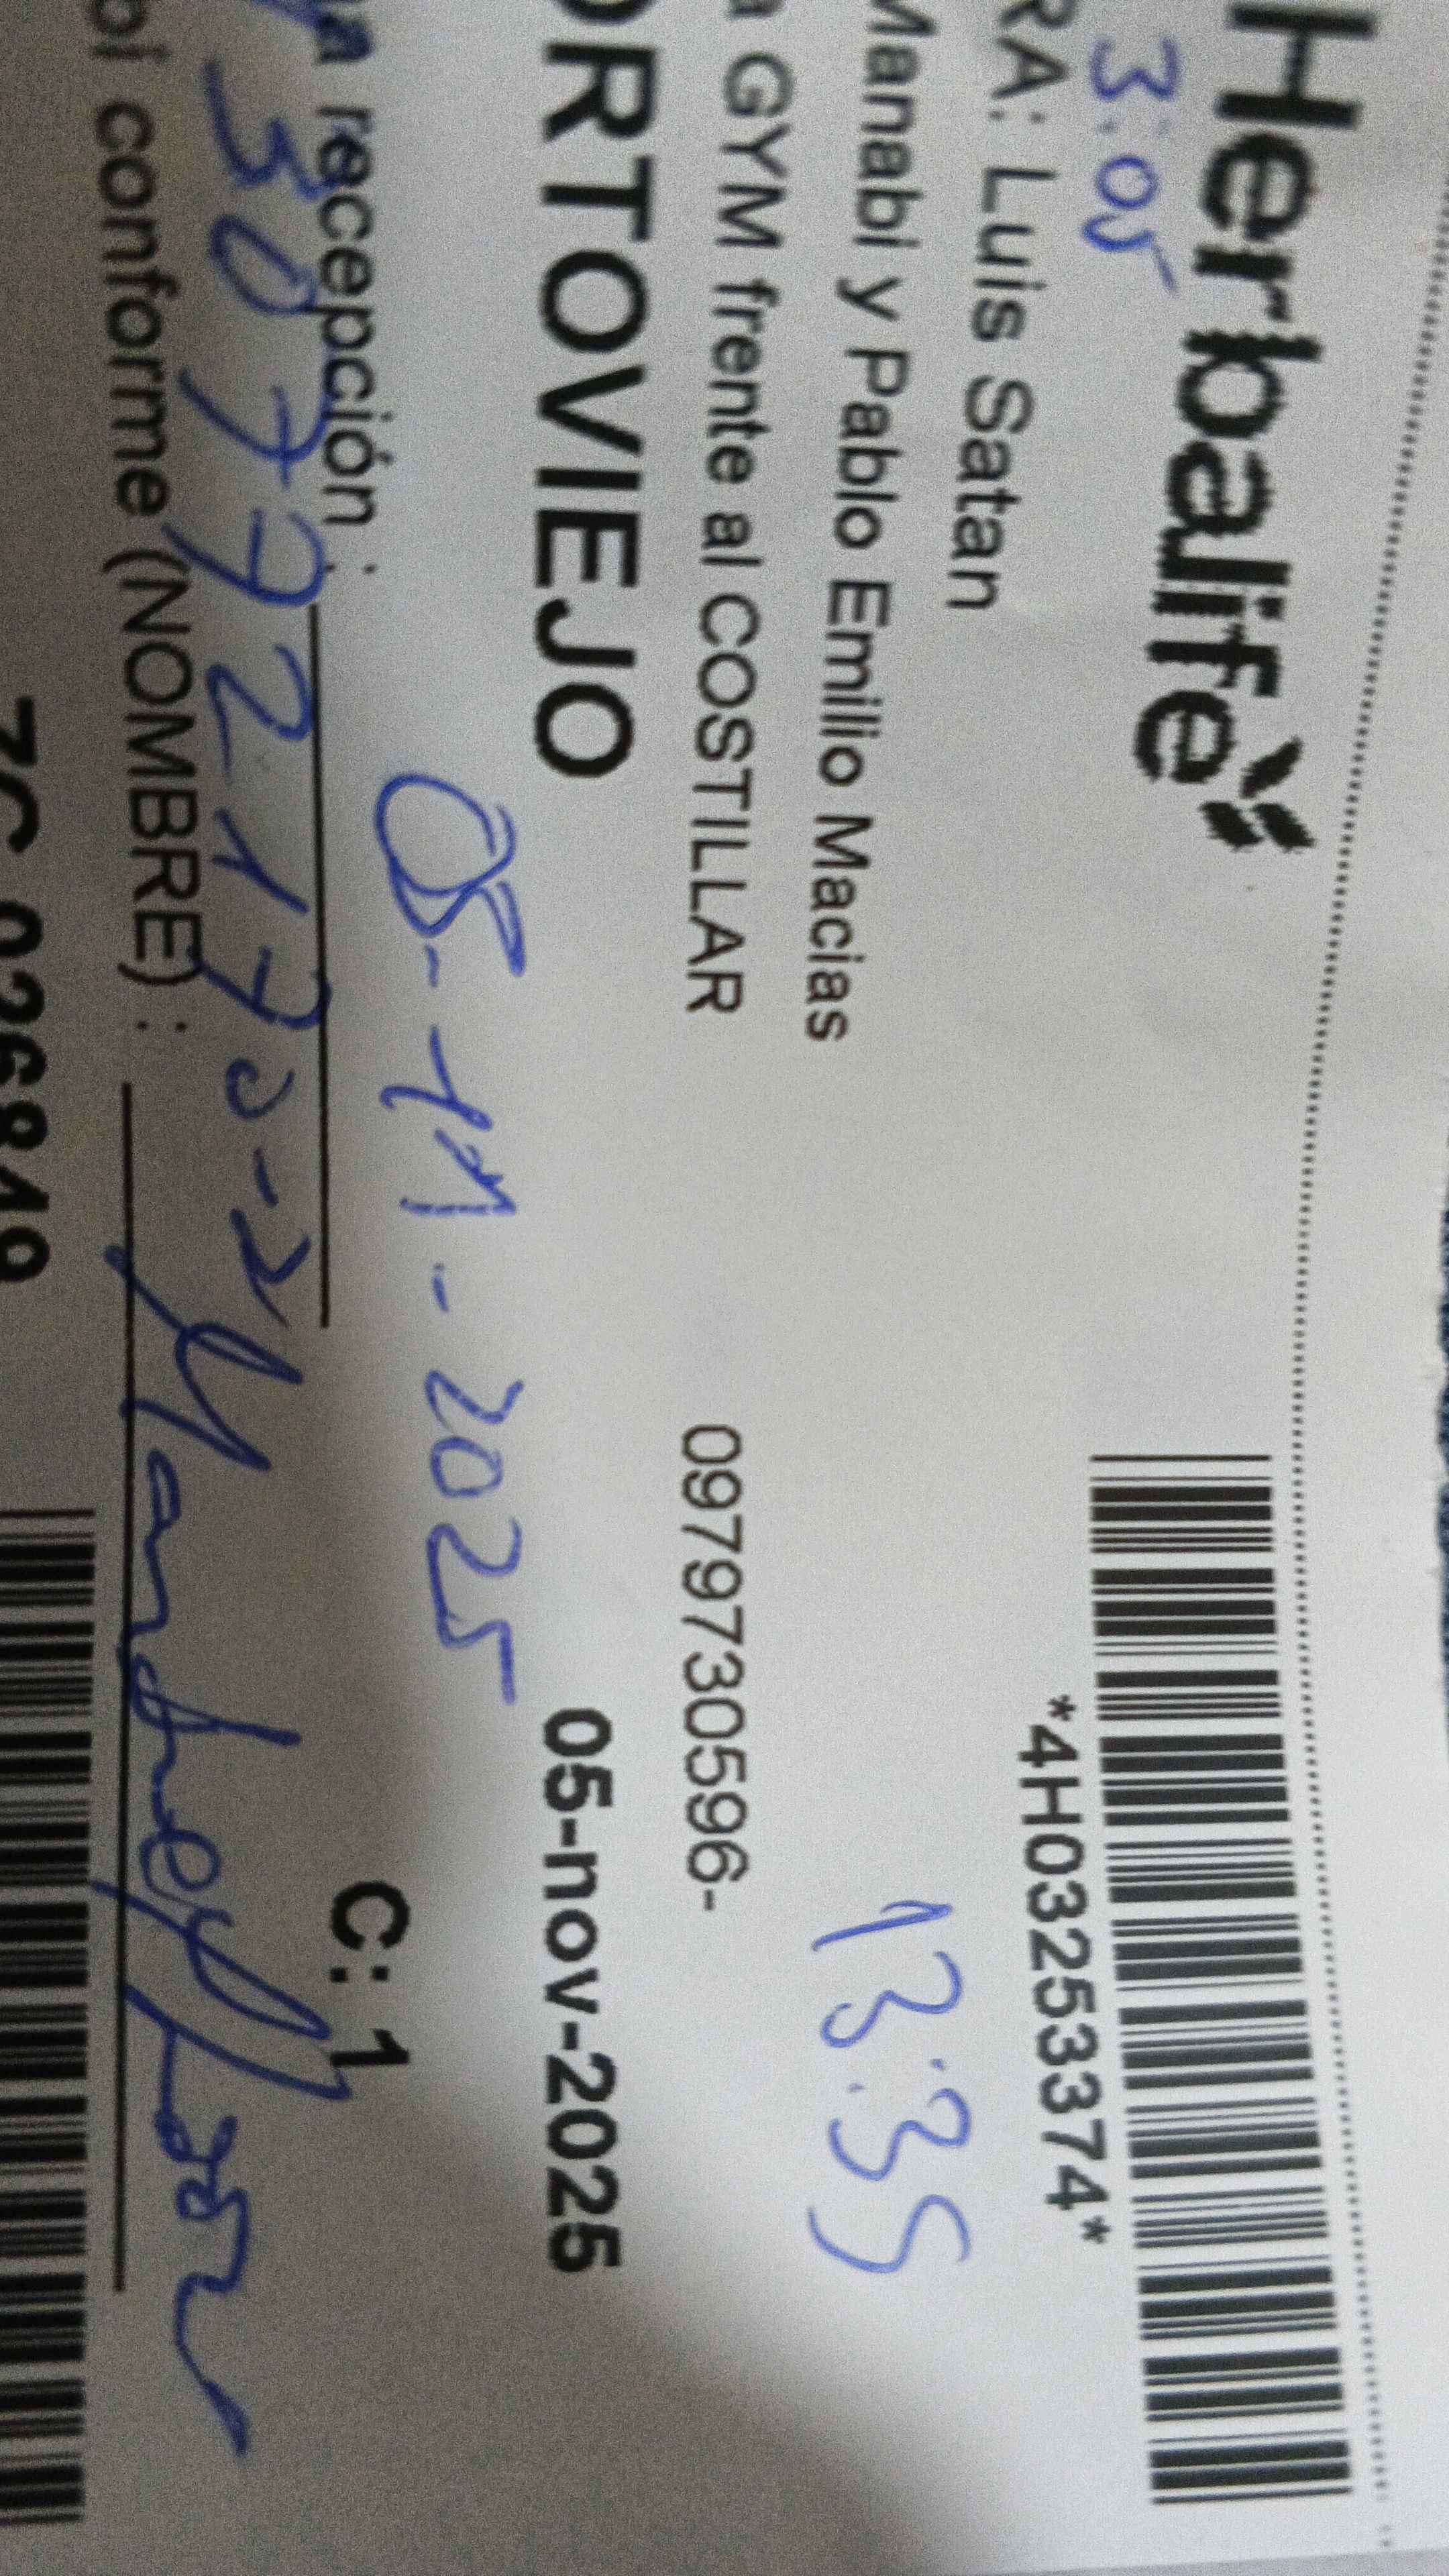 Herbalife
3:05
*4H03253374*
RA: Luis Satan
13:35
Manabi y Pablo Emilio Macias
a GYM frente al COSTILLAR 0979730596-
ORTOVIEJO 05-nov-2025
05-11-2025
recepción : C: 1
conforme (NOMBRE) :